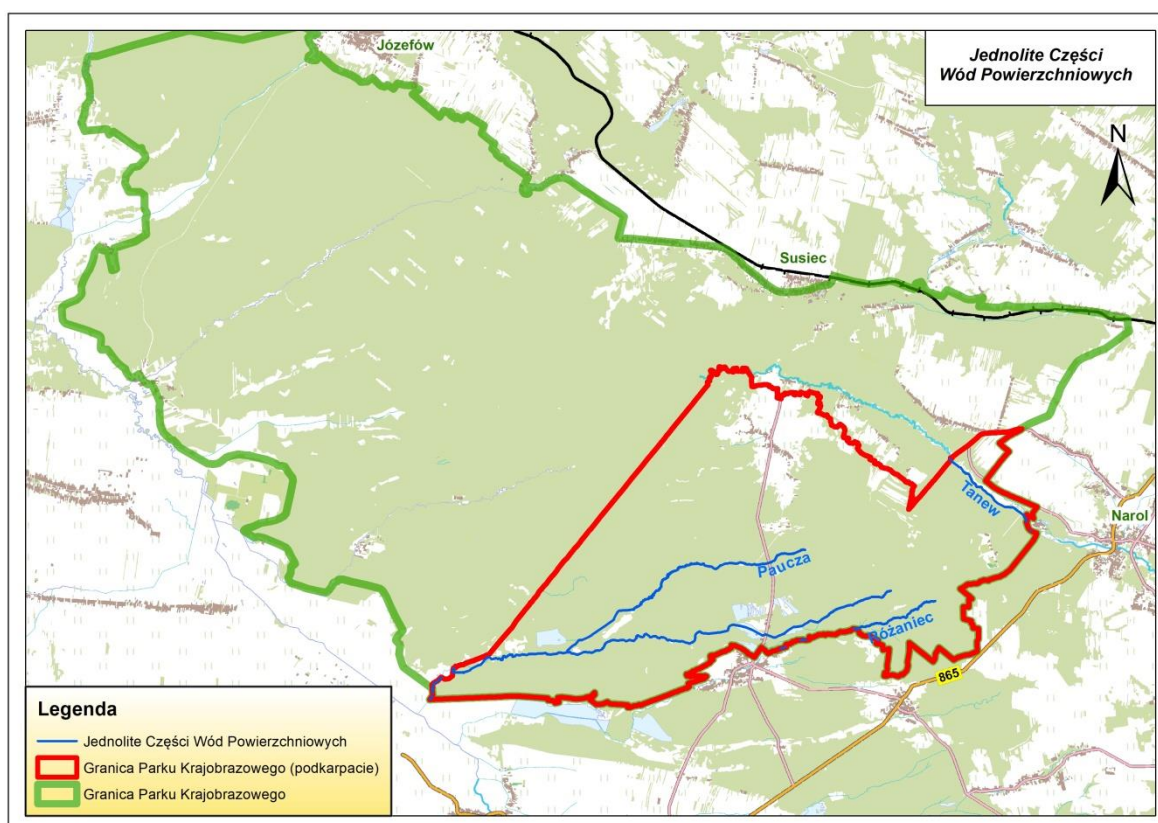 Józefów
Jednolite Części
Wód Powierzchniowych
N
Susiec
Tanew
Narol
Paucza
Różaniec
865
Legenda
Jednolite Części Wód Powierzchniowych
Granica Parku Krajobrazowego (podkarpacie)
Granica Parku Krajobrazowego